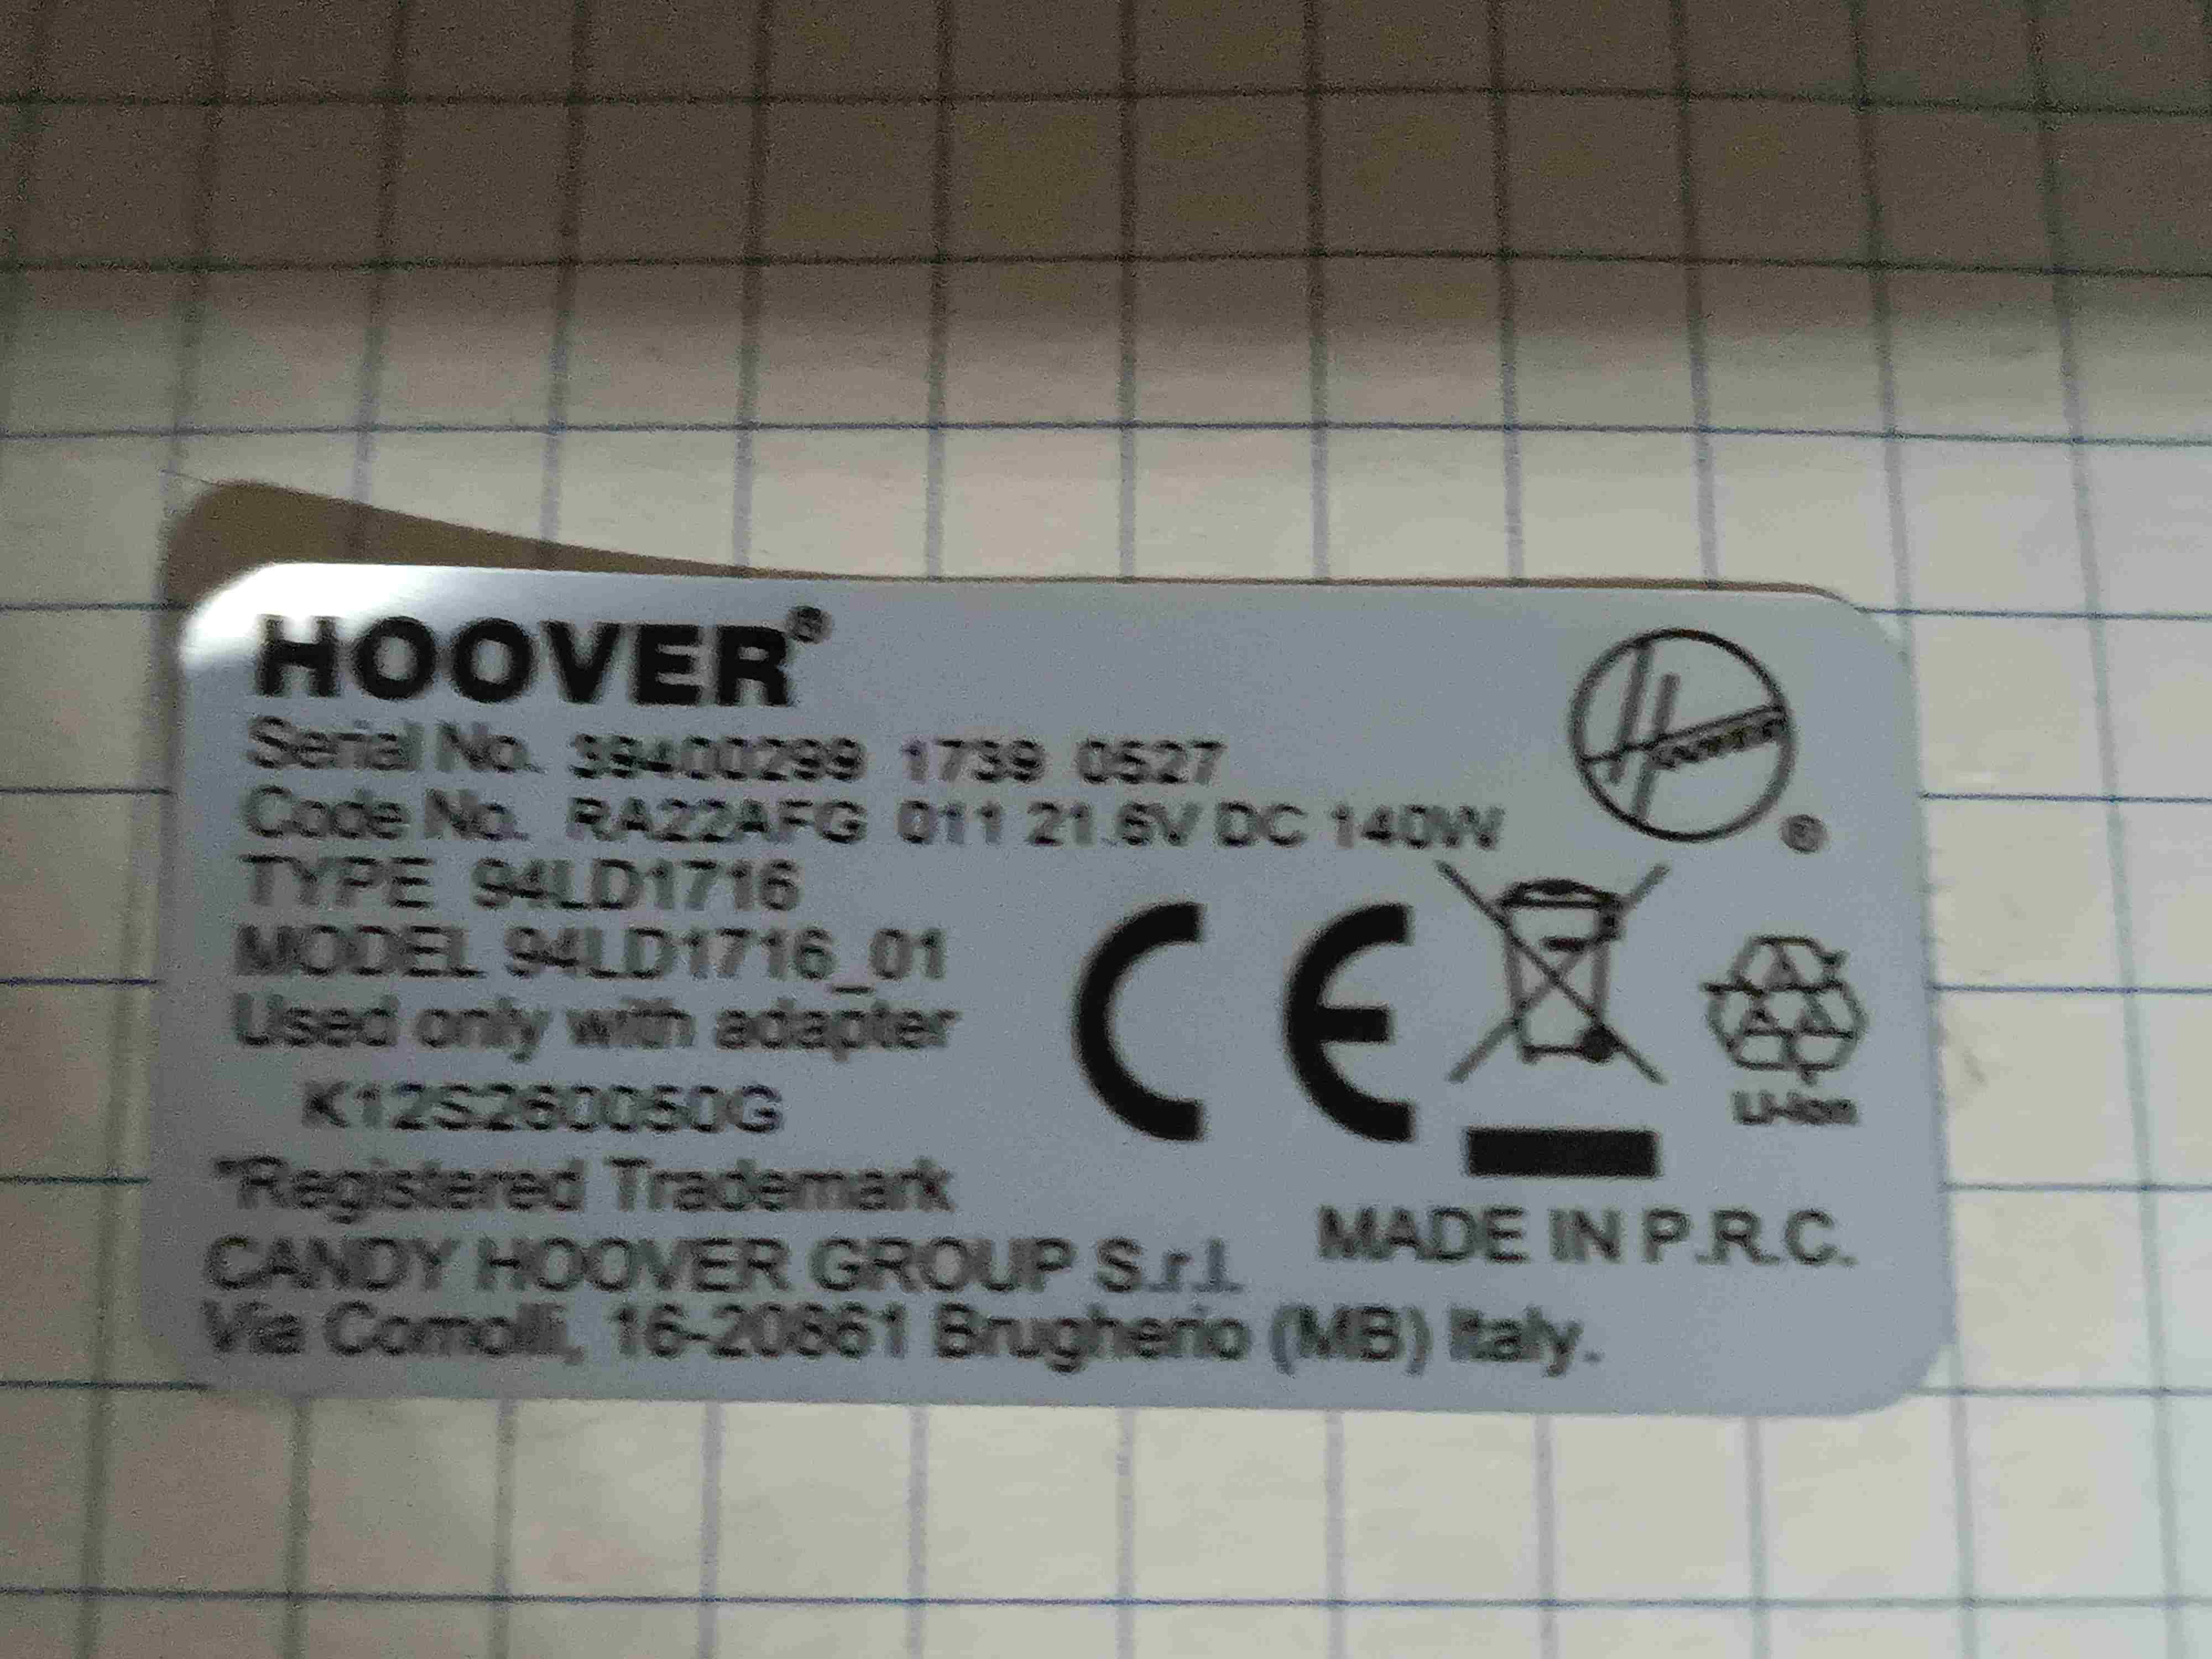 HOOVER®
Serial No. 39400299 1739 0527
Code No. RA22AFG 011 21.6V DC 140W
TYPE 94LD1716
MODEL 94LD1716_01
Used only with adapter
K12S260050G
*Registered Trademark
CANDY HOOVER GROUP S.r.l.
Via Comolli, 16-20861 Brugherio (MB) Italy.
HOOVER
®
CE
Li-ion
MADE IN P.R.C.